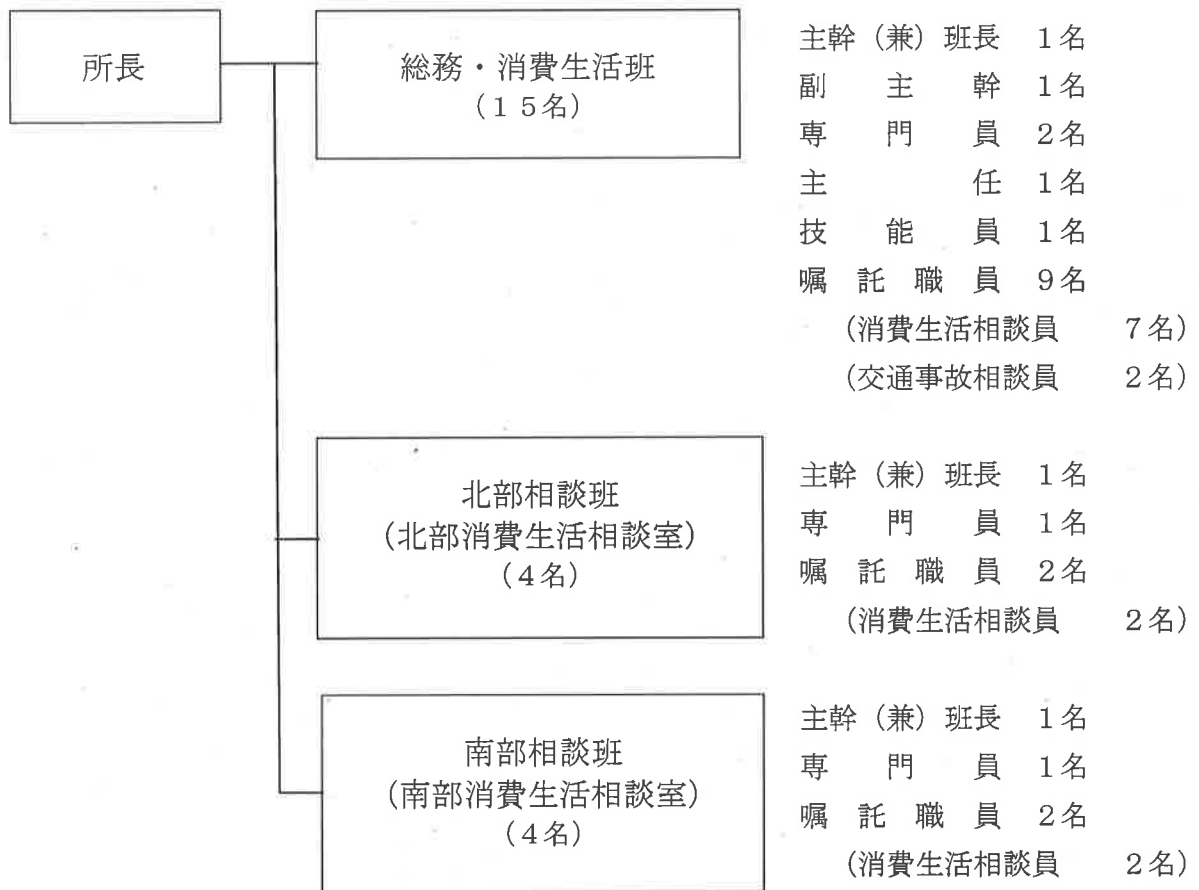 所長
総務・消費生活班
(15名)
主幹(兼)班長 1名
副主幹 1名
専門員 2名
主任 1名
技能員 1名
嘱託職員 9名
(消費生活相談員 7名)
(交通事故相談員 2名)
北部相談班
(北部消費生活相談室)
(4名)
主幹(兼)班長 1名
専門員 1名
嘱託職員 2名
(消費生活相談員 2名)
南部相談班
(南部消費生活相談室)
(4名)
主幹(兼)班長 1名
専門員 1名
嘱託職員 2名
(消費生活相談員 2名)